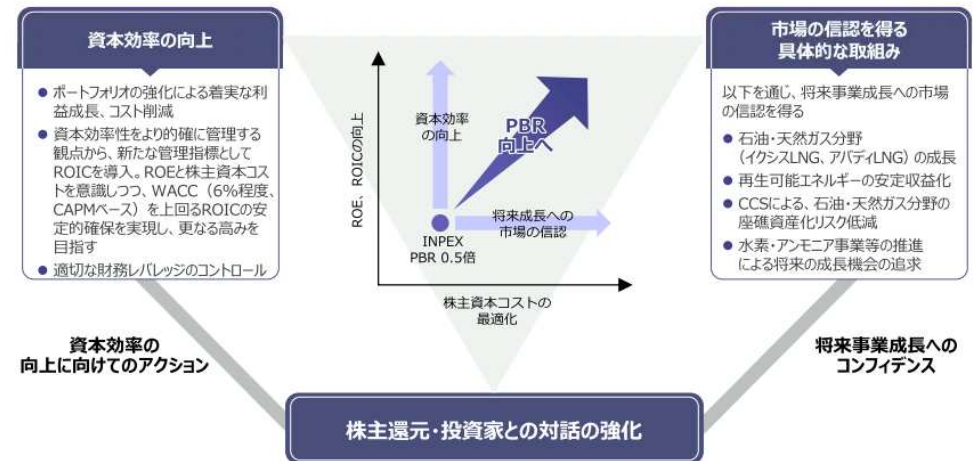 資本効率の向上
● ポートフォリオの強化による着実な利
益成長、コスト削減
● 資本効率性をより的確に管理する
観点から、新たな管理指標として
ROICを導入。ROEと株主資本コス
トを意識しつつ、WACC（6%程度、
CAPMベース）を上回るROICの安
定的確保を実現し、更なる高みを
目指す
● 適切な財務レバレッジのコントロール
ROE、ROICの向上
資本効率
の向上
PBR
向上へ
将来成長への
市場の信認
INPEX
PBR 0.5倍
株主資本コストの
最適化
市場の信認を得る
具体的な取組み
以下を通じ、将来事業成長への市場
の信認を得る
● 石油・天然ガス分野
（イクシスLNG、アバディLNG）の成長
● 再生可能エネルギーの安定収益化
● CCSによる、石油・天然ガス分野の
座礁資産化リスク低減
● 水素・アンモニア事業等の推進
による将来の成長機会の追求
資本効率の
向上に向けてのアクション
将来事業成長への
コンフィデンス
株主還元・投資家との対話の強化